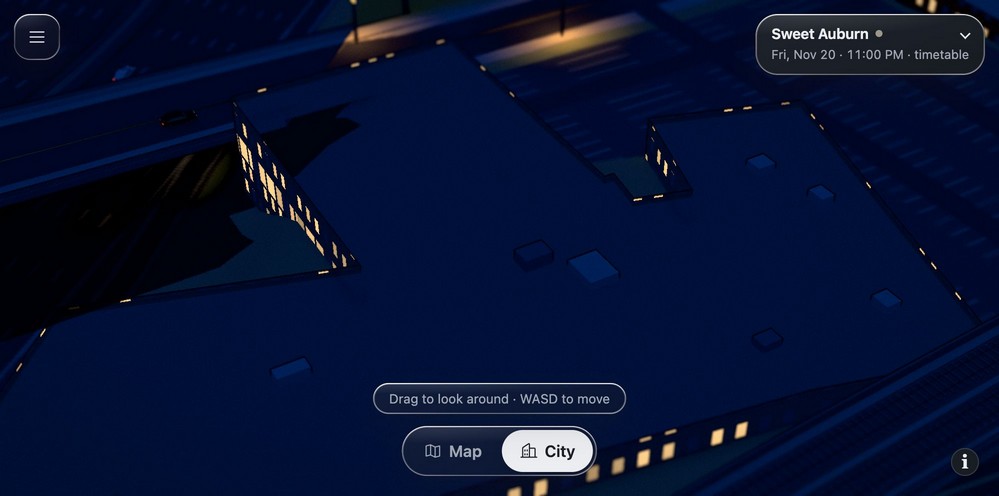 Sweet Auburn
Fri, Nov 20 · 11:00 PM · timetable
Drag to look around · WASD to move
Map
City